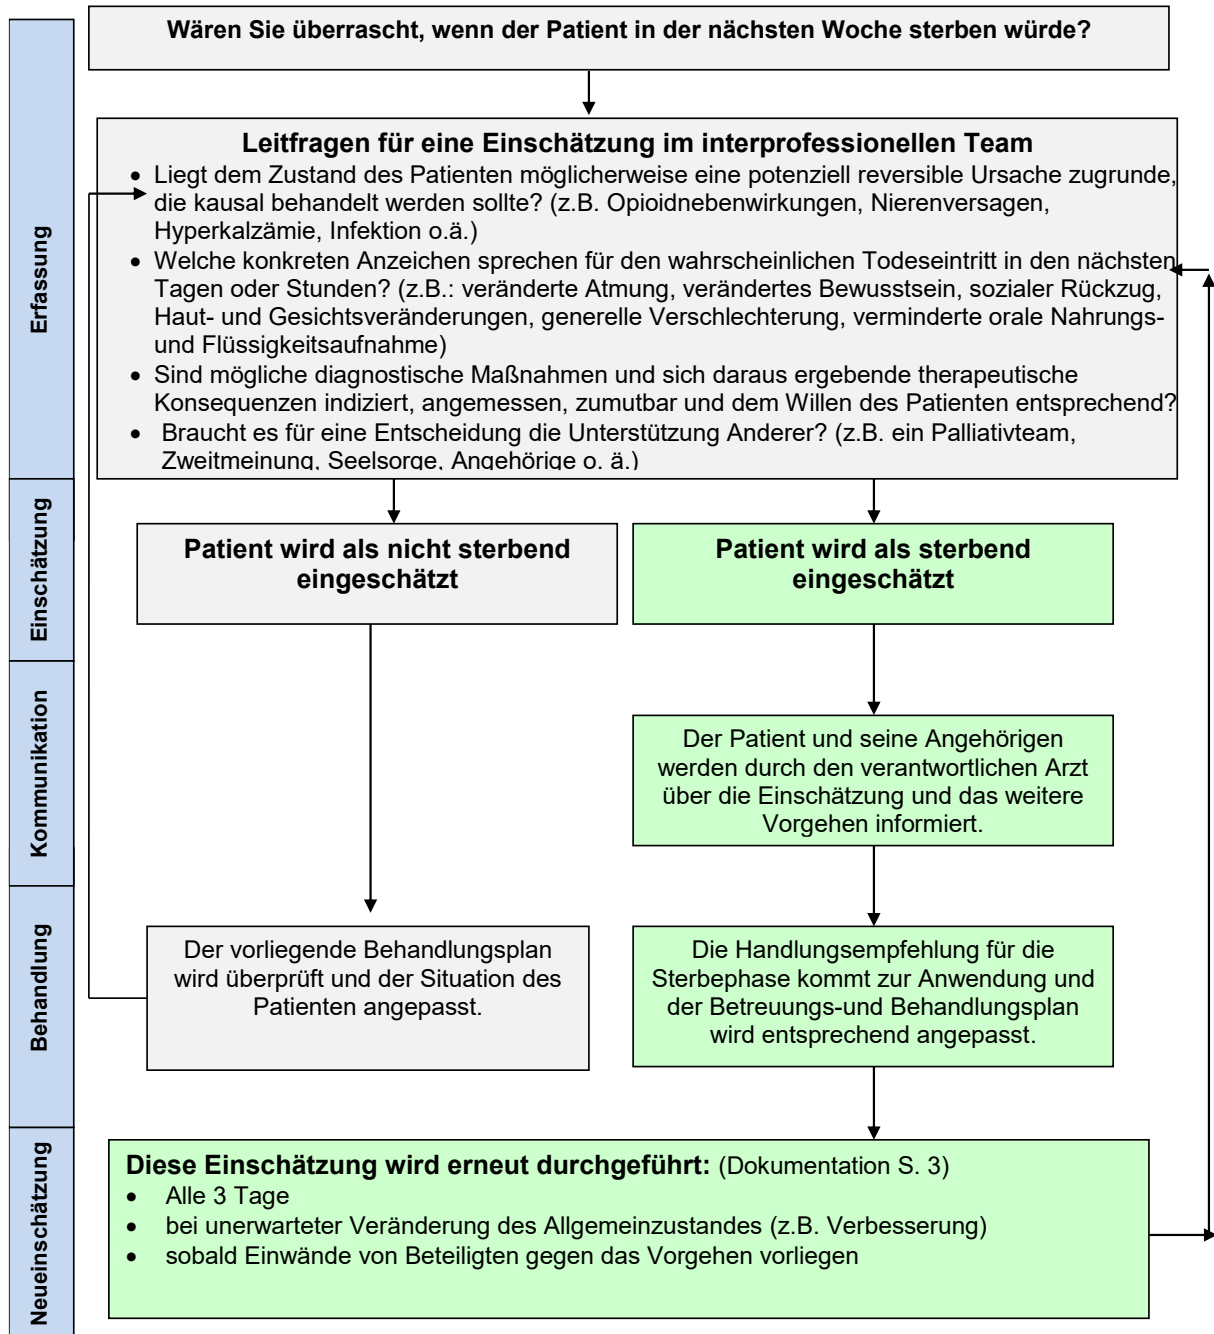 Wären Sie überrascht, wenn der Patient in der nächsten Woche sterben würde?
Erfassung
Leitfragen für eine Einschätzung im interprofessionellen Team
• Liegt dem Zustand des Patienten möglicherweise eine potenziell reversible Ursache zugrunde,
die kausal behandelt werden sollte? (z.B. Opioidnebenwirkungen, Nierenversagen,
Hyperkalzämie, Infektion o.ä.)
• Welche konkreten Anzeichen sprechen für den wahrscheinlichen Todeseintritt in den nächsten
Tagen oder Stunden? (z.B.: veränderte Atmung, verändertes Bewusstsein, sozialer Rückzug,
Haut- und Gesichtsveränderungen, generelle Verschlechterung, verminderte orale Nahrungs-
und Flüssigkeitsaufnahme)
• Sind mögliche diagnostische Maßnahmen und sich daraus ergebende therapeutische
Konsequenzen indiziert, angemessen, zumutbar und dem Willen des Patienten entsprechend?
• Braucht es für eine Entscheidung die Unterstützung Anderer? (z.B. ein Palliativteam,
Zweitmeinung, Seelsorge, Angehörige o. ä.)
Einschätzung
Patient wird als nicht sterbend
eingeschätzt
Patient wird als sterbend
eingeschätzt
Kommunikation
Der Patient und seine Angehörigen
werden durch den verantwortlichen Arzt
über die Einschätzung und das weitere
Vorgehen informiert.
Behandlung
Der vorliegende Behandlungsplan
wird überprüft und der Situation des
Patienten angepasst.
Die Handlungsempfehlung für die
Sterbephase kommt zur Anwendung und
der Betreuungs-und Behandlungsplan
wird entsprechend angepasst.
Neueinschätzung
Diese Einschätzung wird erneut durchgeführt: (Dokumentation S. 3)
• Alle 3 Tage
• bei unerwarteter Veränderung des Allgemeinzustandes (z.B. Verbesserung)
• sobald Einwände von Beteiligten gegen das Vorgehen vorliegen